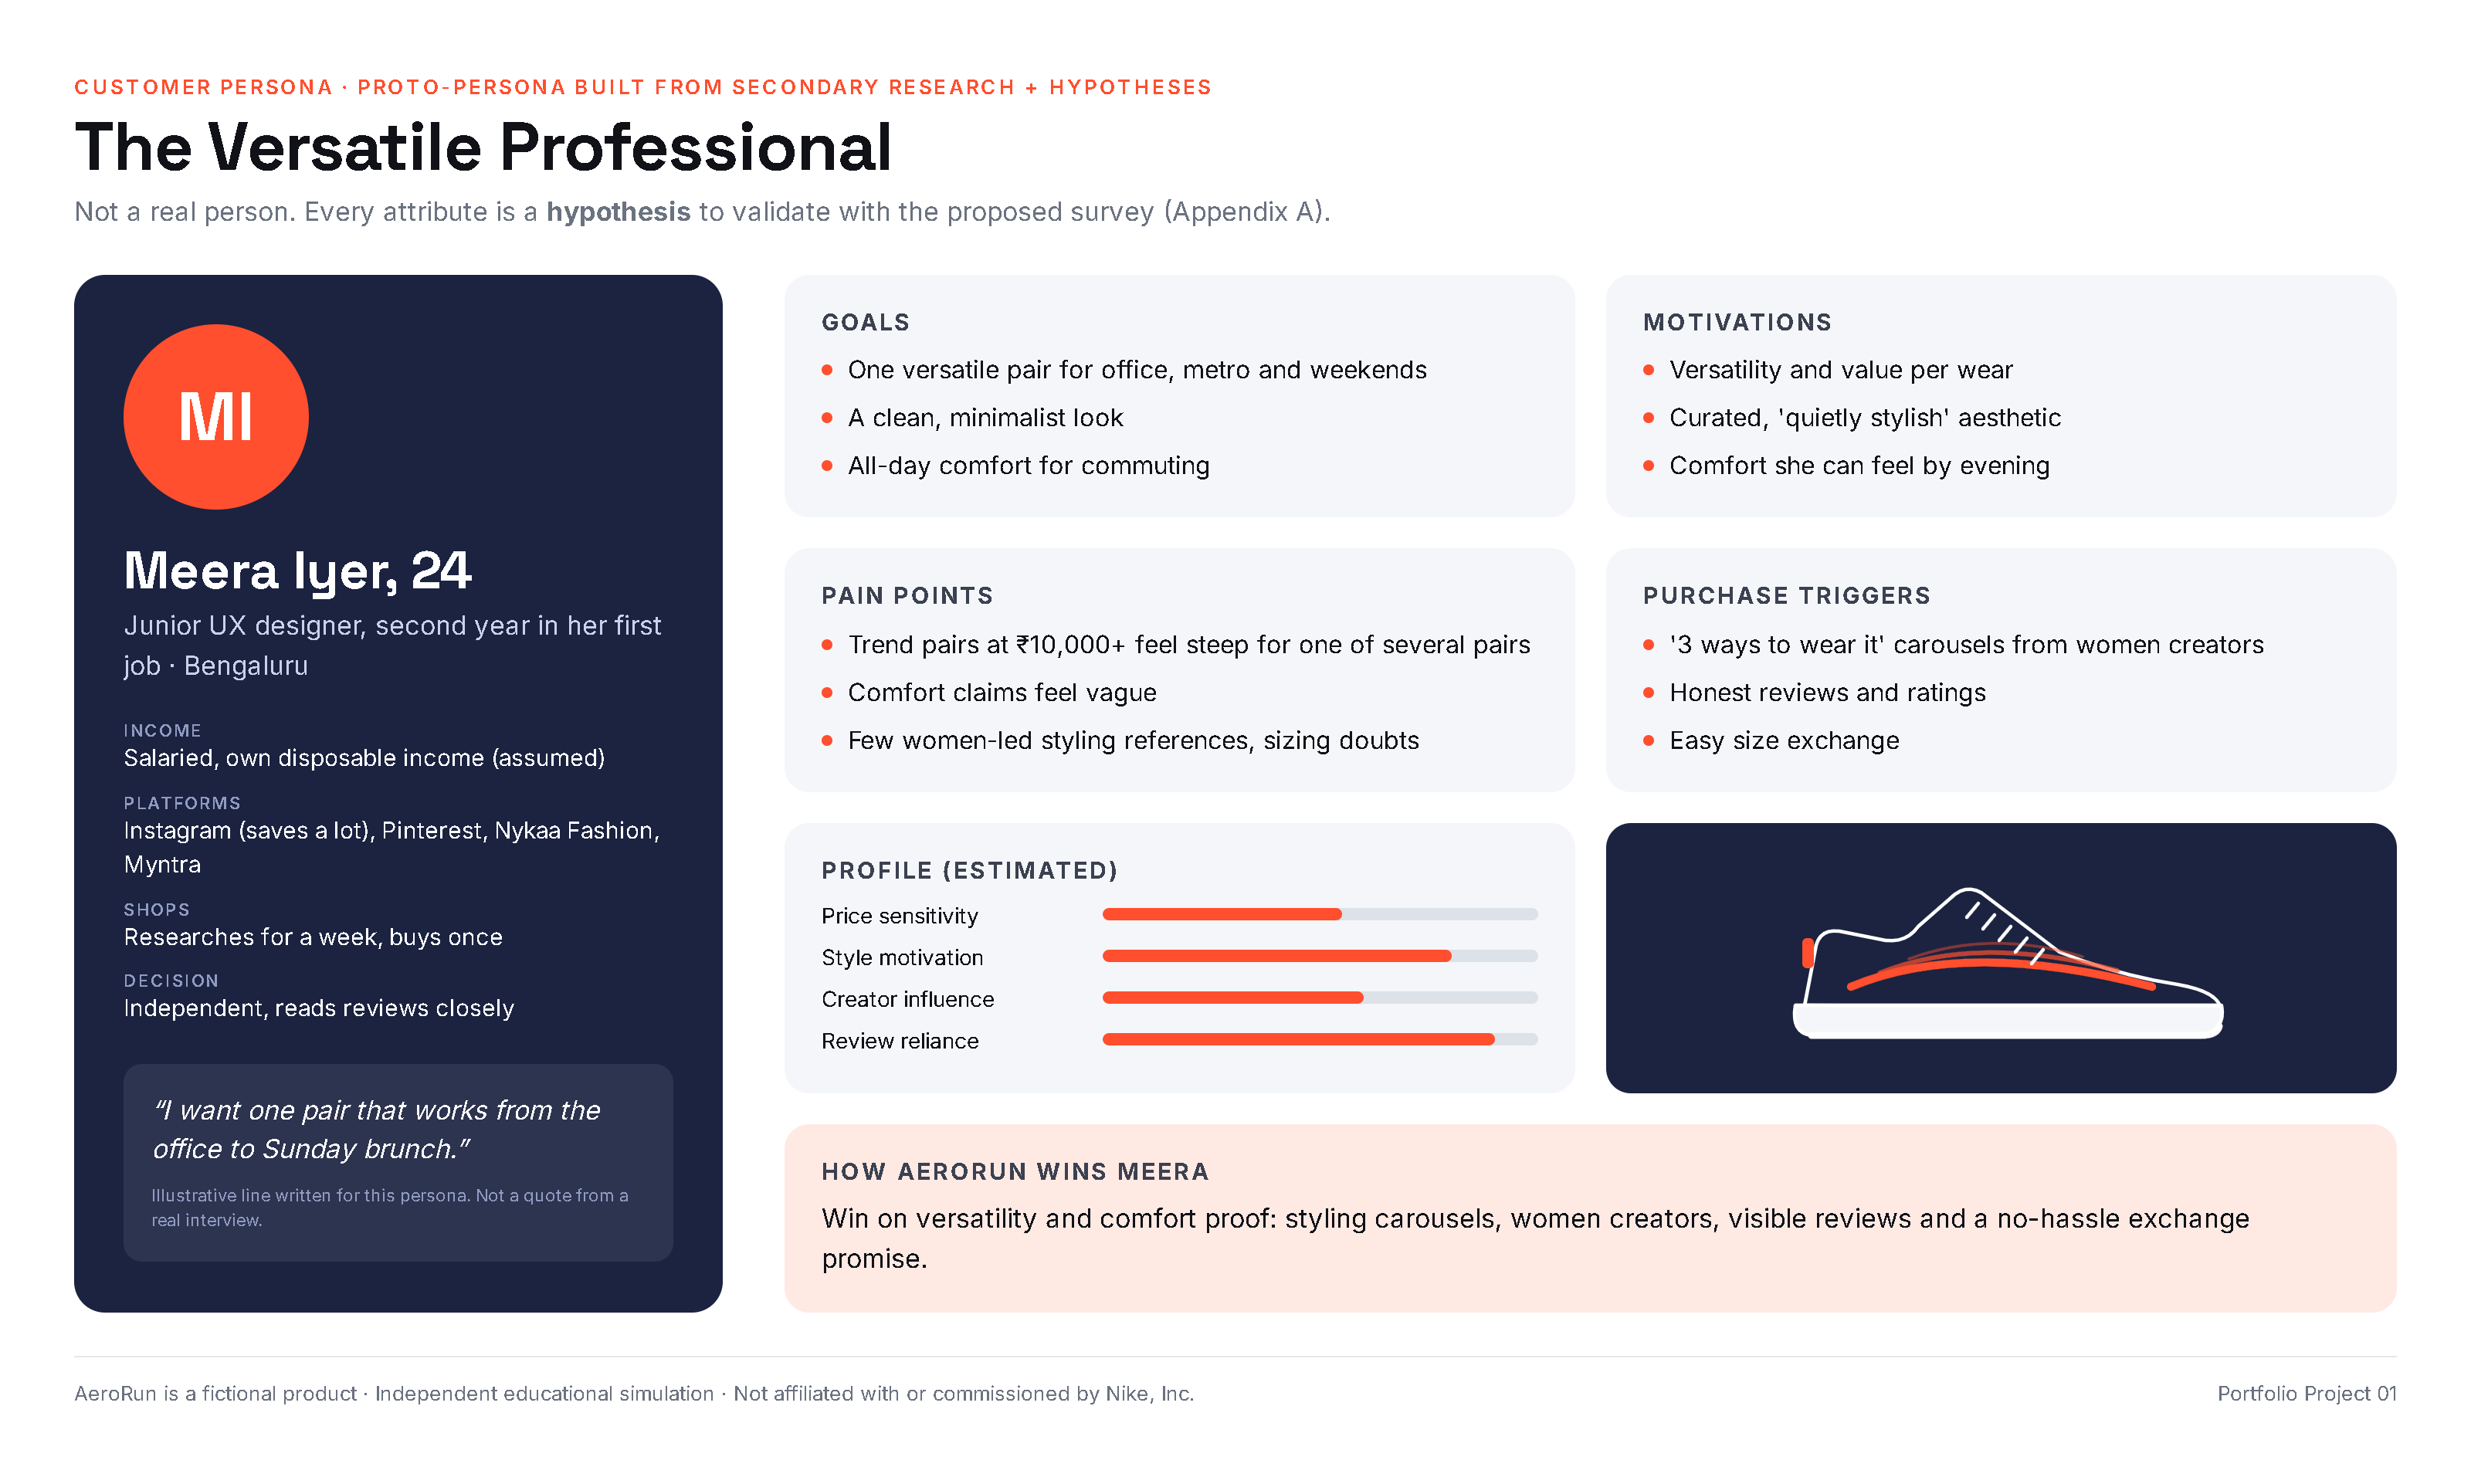 CUSTOMER PERSONA · PROTO-PERSONA BUILT FROM SECONDARY RESEARCH + HYPOTHESES
The Versatile Professional
Not a real person. Every attribute is a hypothesis to validate with the proposed survey (Appendix A).
MI
Meera Iyer, 24
Junior UX designer, second year in her first
job · Bengaluru
INCOME
Salaried, own disposable income (assumed)
PLATFORMS
Instagram (saves a lot), Pinterest, Nykaa Fashion,
Myntra
SHOPS
Researches for a week, buys once
DECISION
Independent, reads reviews closely
“I want one pair that works from the
office to Sunday brunch.”
Illustrative line written for this persona. Not a quote from a
real interview.
GOALS
One versatile pair for office, metro and weekends
A clean, minimalist look
All-day comfort for commuting
MOTIVATIONS
Versatility and value per wear
Curated, 'quietly stylish' aesthetic
Comfort she can feel by evening
PAIN POINTS
Trend pairs at ₹10,000+ feel steep for one of several pairs
Comfort claims feel vague
Few women-led styling references, sizing doubts
PURCHASE TRIGGERS
'3 ways to wear it' carousels from women creators
Honest reviews and ratings
Easy size exchange
PROFILE (ESTIMATED)
Price sensitivity
Style motivation
Creator influence
Review reliance
HOW AERORUN WINS MEERA
Win on versatility and comfort proof: styling carousels, women creators, visible reviews and a no-hassle exchange
promise.
AeroRun is a fictional product · Independent educational simulation · Not affiliated with or commissioned by Nike, Inc.
Portfolio Project 01